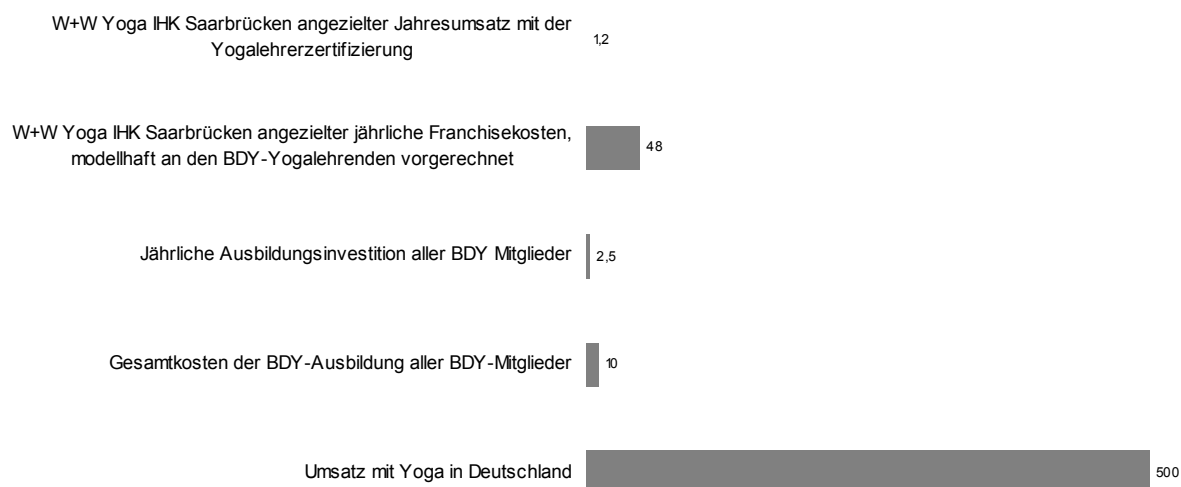 W+W Yoga IHK Saarbrücken angezielter Jahresumsatz mit der
Yogalehrerzertifizierung
1,2
W+W Yoga IHK Saarbrücken angezielter jährliche Franchisekosten,
modellhaft an den BDY-Yogalehrenden vorgerechnet
48
Jährliche Ausbildungsinvestition aller BDY Mitglieder
2,5
Gesamtkosten der BDY-Ausbildung aller BDY-Mitglieder
10
Umsatz mit Yoga in Deutschland
500